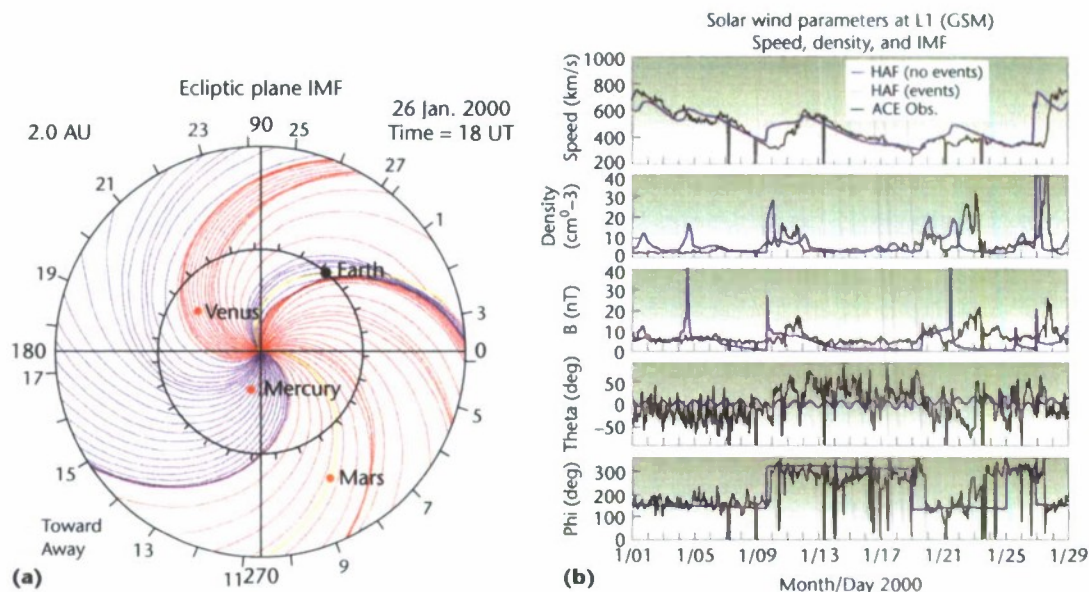 Ecliptic plane IMF
2.0 AU
26 Jan. 2000
Time = 18 UT
90
23
25
27
21
1
19
3
180
0
17
5
15
7
13
9
11
270
Earth
Venus
Mercury
Mars
Toward
Away
(a)
Solar wind parameters at L1 (GSM)
Speed, density, and IMF
HAF (no events)
HAF (events)
ACE Obs.
Speed (km/s)
1000
800
600
400
200
Density
(cm⁰−3)
40
30
20
10
0
B (nT)
40
30
20
10
0
Theta (deg)
50
0
−50
Phi (deg)
300
200
100
0
1/01 1/05 1/09 1/13 1/17 1/21 1/25 1/29
Month/Day 2000
(b)